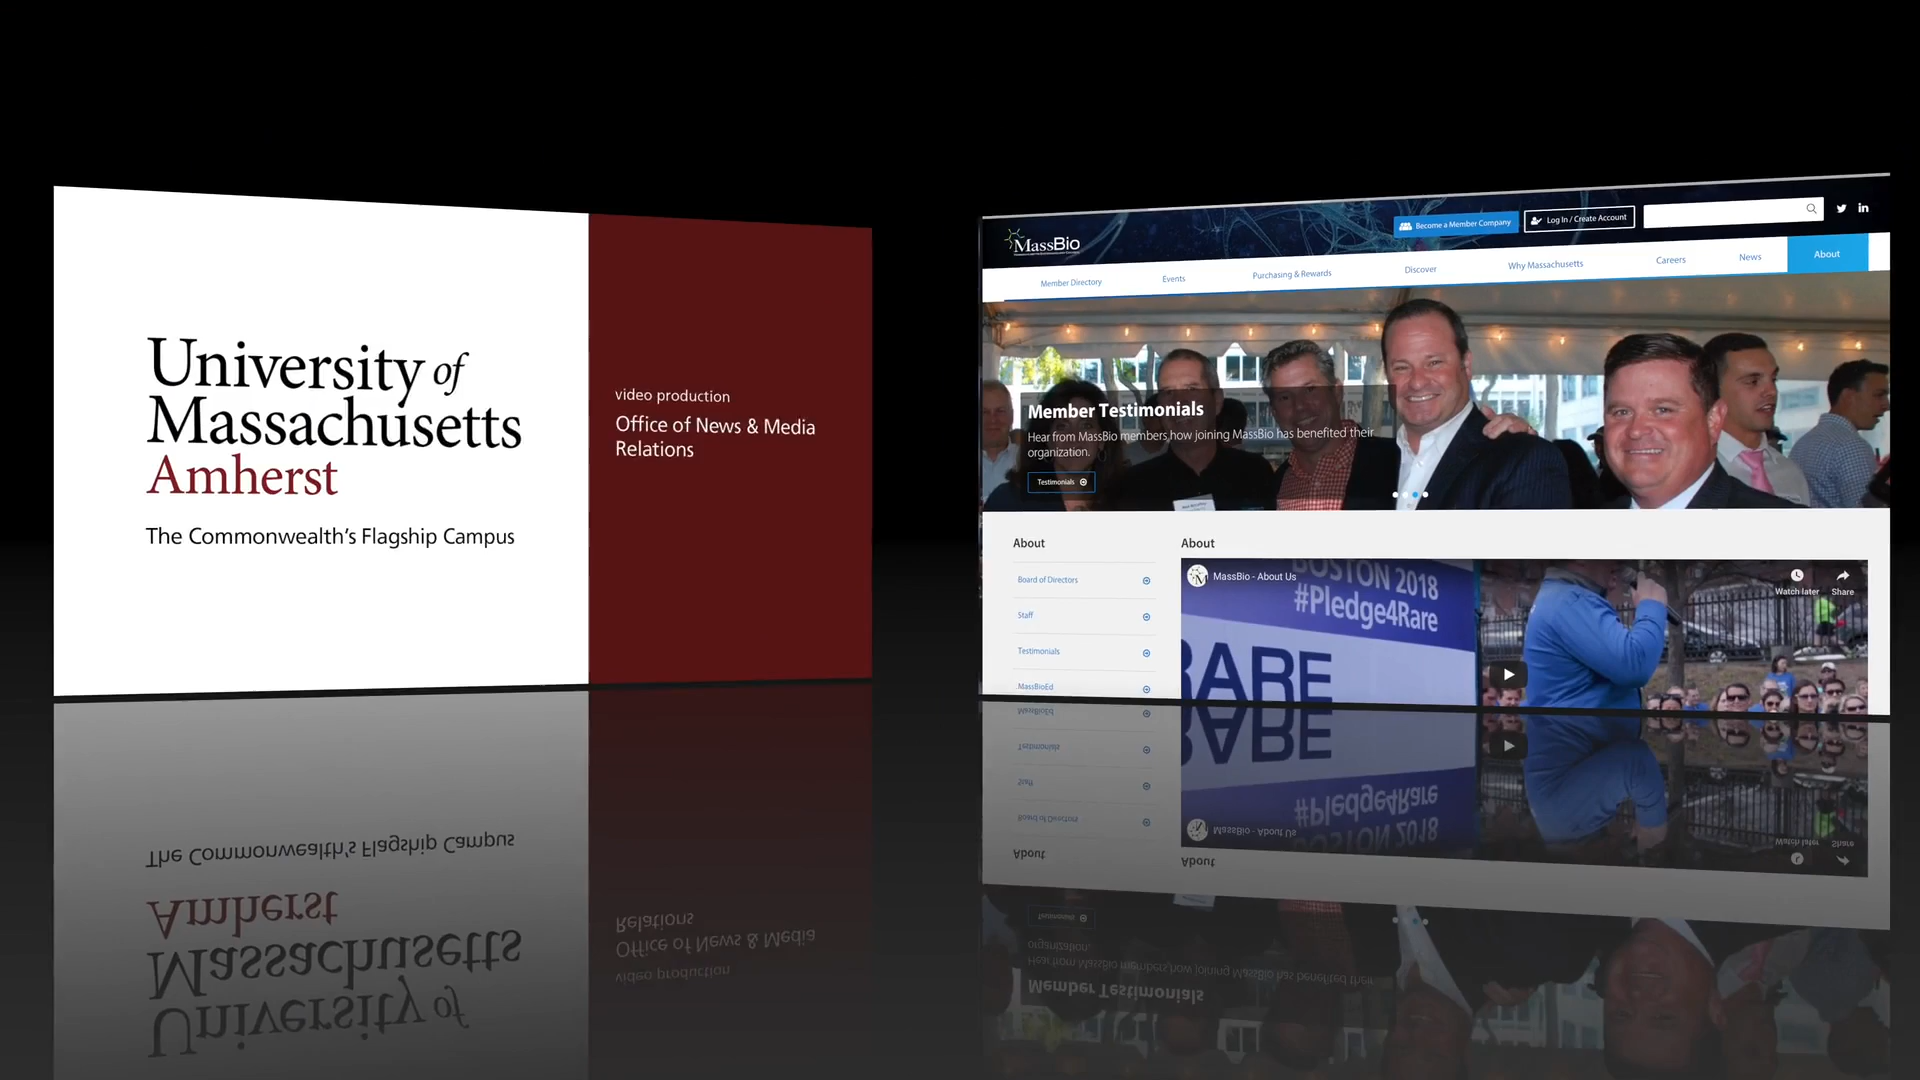 University of
Massachusetts
Amherst
The Commonwealth's Flagship Campus
video production
Office of News & Media
Relations
MassBio
Become a Member Company
Log In / Create Account
Member Directory
Events
Purchasing & Rewards
Discover
Why Massachusetts
Careers
News
About
Member Testimonials
Hear from MassBio members,how joining MassBio has benefited their
organization.
Testimonials
About
Board of Directors
Staff
Testimonials
MassBioEd
About
MassBio - About Us
Watch later
Share
BOSTON 2018
#Pledge4Rare
RARE